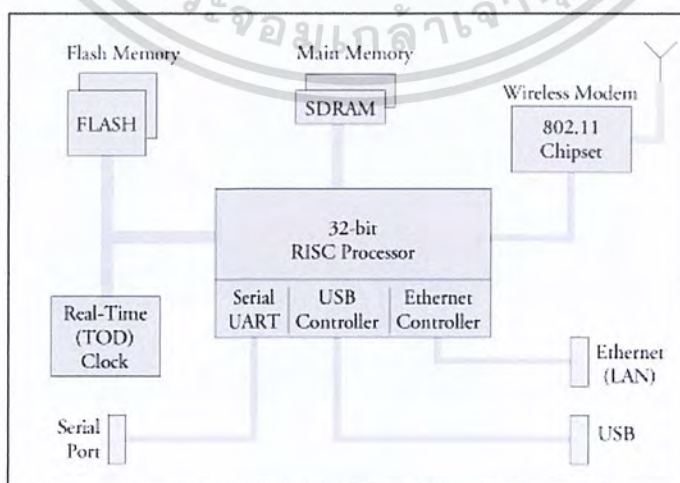 Flash Memory
FLASH
Main Memory
SDRAM
Wireless Modem
802.11
Chipset
32-bit
RISC Processor
Serial
UART
USB
Controller
Ethernet
Controller
Real-Time
(TOD)
Clock
Ethernet
(LAN)
Serial
Port
USB